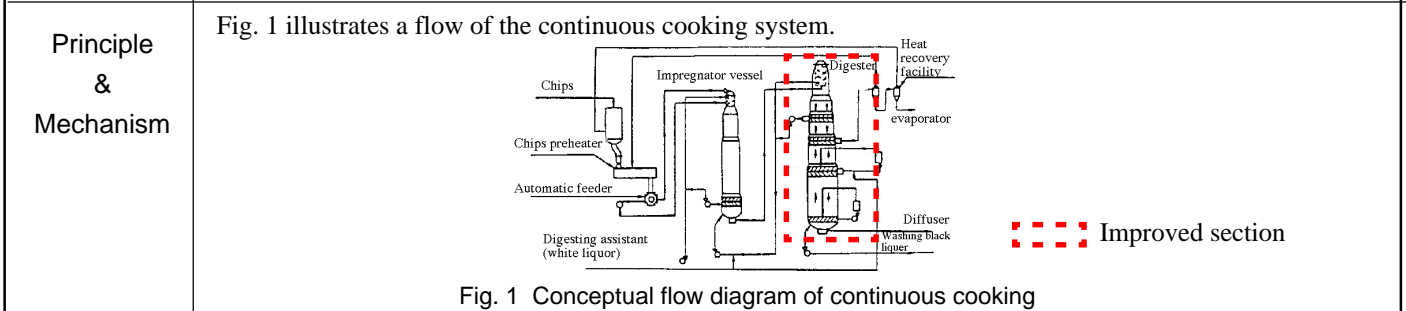 Principle
&
Mechanism
Fig. 1 illustrates a flow of the continuous cooking system.
Heat
recovery
facility
Digester
Impregnator vessel
Chips
evaporator
Chips preheater
Automatic feeder
Diffuser
Washing black
liquer
Digesting assistant
(white liquor)
Improved section
Fig. 1 Conceptual flow diagram of continuous cooking